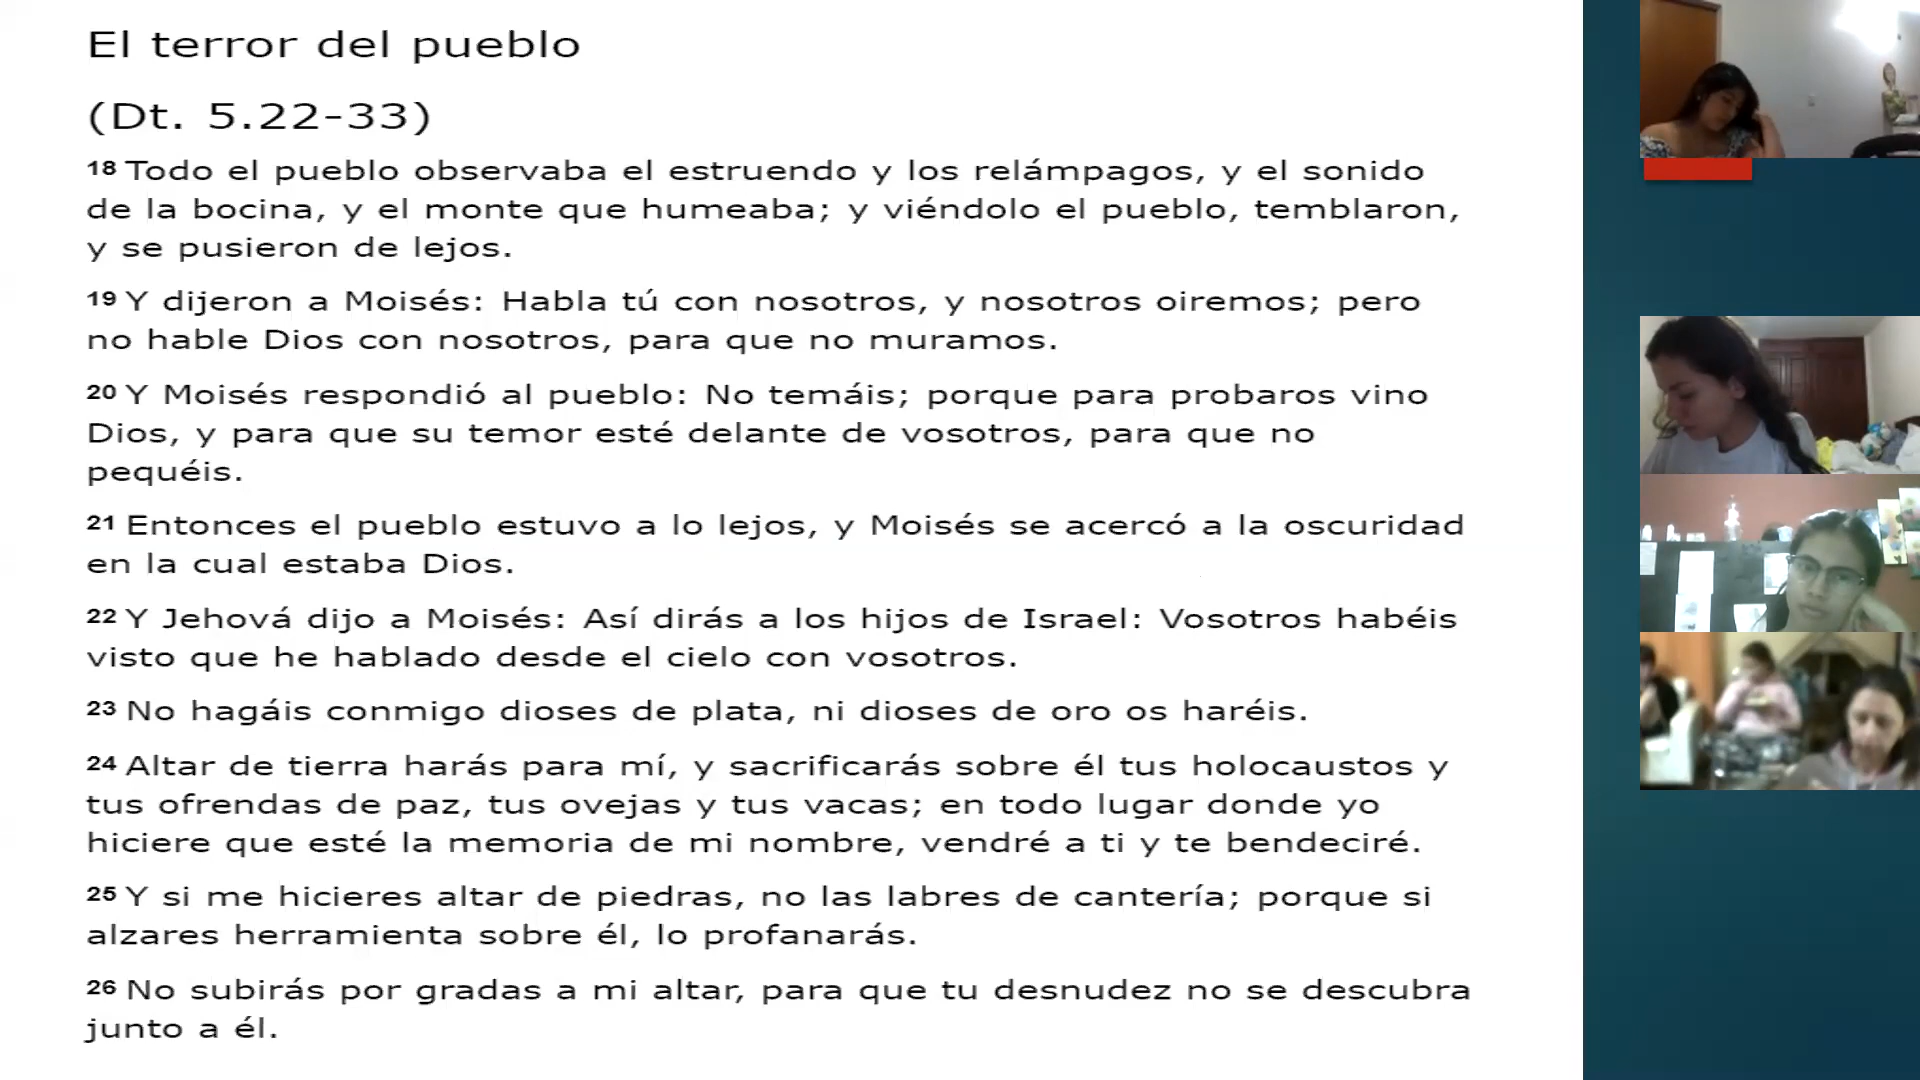 El terror del pueblo
(Dt. 5.22-33)
18 Todo el pueblo observaba el estruendo y los relámpagos, y el sonido
de la bocina, y el monte que humeaba; y viéndolo el pueblo, temblaron,
y se pusieron de lejos.
19 Y dijeron a Moisés: Habla tú con nosotros, y nosotros oiremos; pero
no hable Dios con nosotros, para que no muramos.
20 Y Moisés respondió al pueblo: No temáis; porque para probaros vino
Dios, y para que su temor esté delante de vosotros, para que no
pequéis.
21 Entonces el pueblo estuvo a lo lejos, y Moisés se acercó a la oscuridad
en la cual estaba Dios.
22 Y Jehová dijo a Moisés: Así dirás a los hijos de Israel: Vosotros habéis
visto que he hablado desde el cielo con vosotros.
23 No hagáis conmigo dioses de plata, ni dioses de oro os haréis.
24 Altar de tierra harás para mí, y sacrificarás sobre él tus holocaustos y
tus ofrendas de paz, tus ovejas y tus vacas; en todo lugar donde yo
hiciere que esté la memoria de mi nombre, vendré a ti y te bendeciré.
25 Y si me hicieres altar de piedras, no las labres de cantería; porque si
alzares herramienta sobre él, lo profanarás.
26 No subirás por gradas a mi altar, para que tu desnudez no se descubra
junto a él.